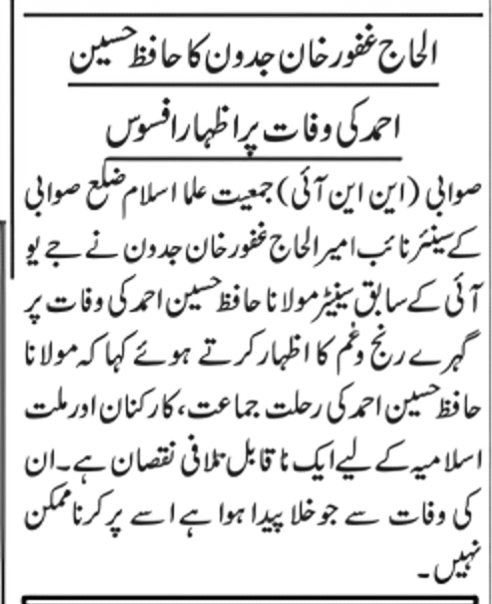 الحاج غفور خان جدون کا حافظ حسین
احمد کی وفات پر اظہار افسوس
صوابی (این این آئی) جمعیت علما اسلام ضلع صوابی
کے سینئر نائب امیر الحاج غفور خان جدون نے جے یو
آئی کے سابق سینیٹر مولانا حافظ حسین احمد کی وفات پر
گہرے رنج و غم کا اظہار کرتے ہوئے کہا کہ مولانا
حافظ حسین احمد کی رحلت جماعت، کارکنان اور ملت
اسلامیہ کے لیے ایک ناقابل تلافی نقصان ہے۔ ان
کی وفات سے جو خلا پیدا ہوا ہے اسے پر کرنا ممکن
نہیں۔